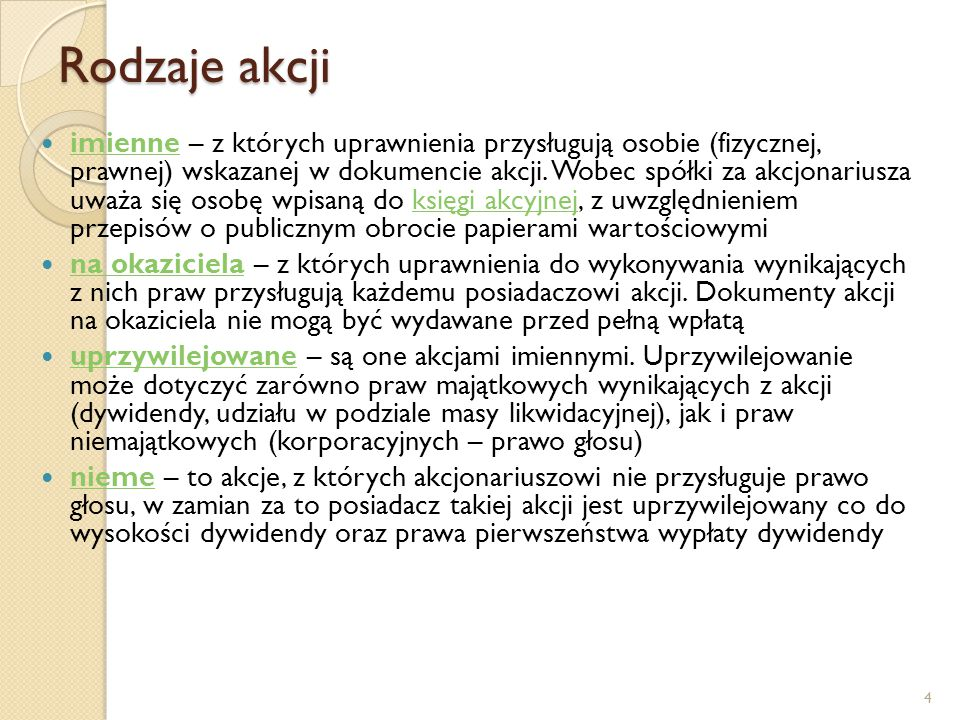 Rodzaje akcji
imienne – z których uprawnienia przysługują osobie (fizycznej,
prawnej) wskazanej w dokumencie akcji. Wobec spółki za akcjonariusza
uważa się osobę wpisaną do księgi akcyjnej, z uwzględnieniem
przepisów o publicznym obrocie papierami wartościowymi
na okaziciela – z których uprawnienia do wykonywania wynikających
z nich praw przysługują każdemu posiadaczowi akcji. Dokumenty akcji
na okaziciela nie mogą być wydawane przed pełną wpłatą
uprzywilejowane – są one akcjami imiennymi. Uprzywilejowanie
może dotyczyć zarówno praw majątkowych wynikających z akcji
(dywidendy, udziału w podziale masy likwidacyjnej), jak i praw
niemajątkowych (korporacyjnych – prawo głosu)
nieme – to akcje, z których akcjonariuszowi nie przysługuje prawo
głosu, w zamian za to posiadacz takiej akcji jest uprzywilejowany co do
wysokości dywidendy oraz prawa pierwszeństwa wypłaty dywidendy
4